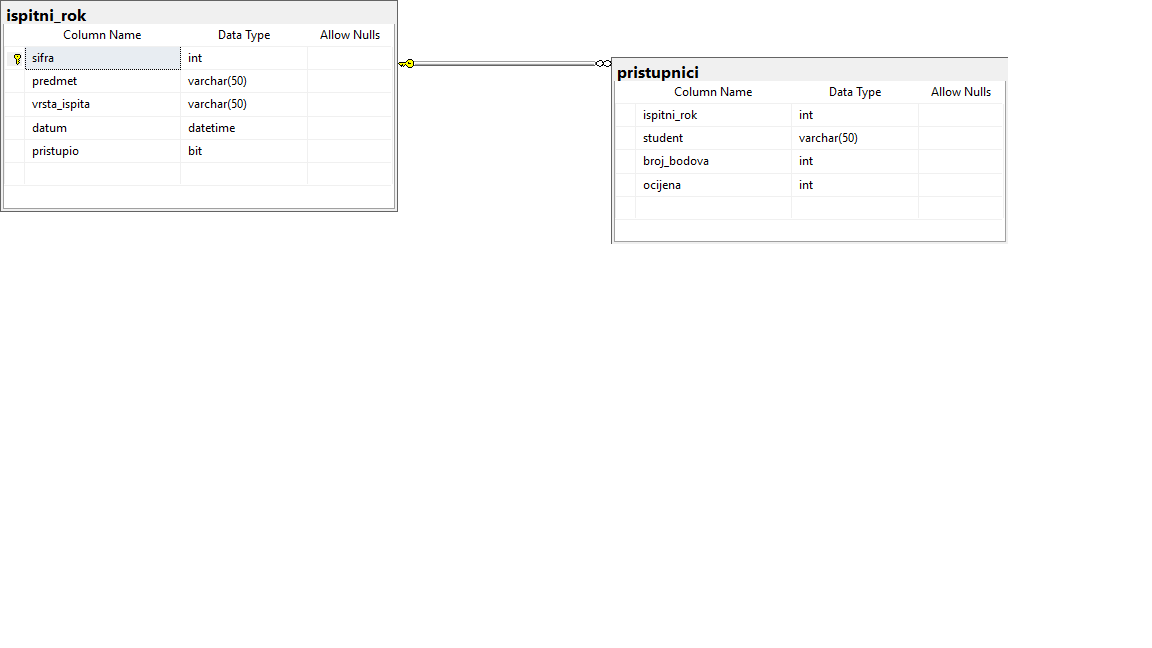 ispitni_rok
Column Name Data Type Allow Nulls
sifra int
predmet varchar(50)
vrsta_ispita varchar(50)
datum datetime
pristupio bit
pristupnici
Column Name Data Type Allow Nulls
ispitni_rok int
student varchar(50)
broj_bodova int
ocijena int